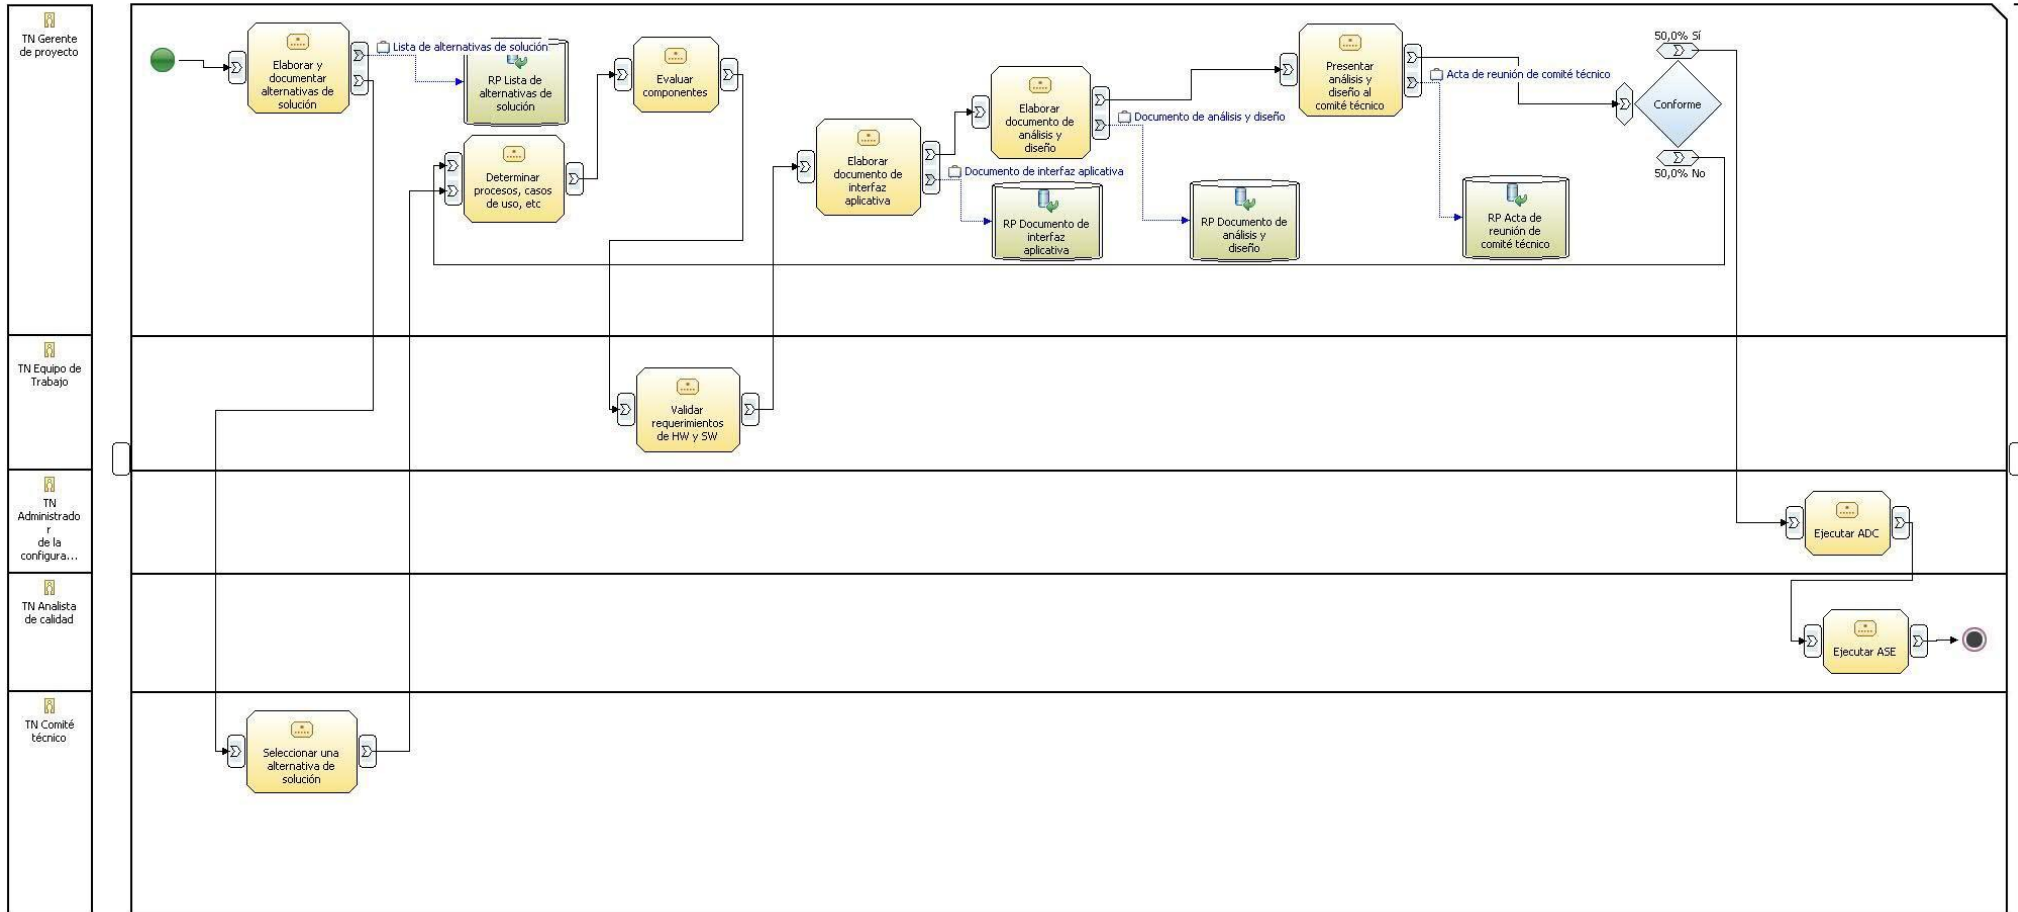 TN Gerente
de proyecto
Elaborar y
documentar
alternativas de
solución
Lista de alternativas de solución
RP Lista de
alternativas de
solución
Determinar
procesos, casos
de uso, etc
Evaluar
componentes
Elaborar
documento de
interfaz
aplicativa
Documento de interfaz aplicativa
RP Documento de
interfaz
aplicativa
Elaborar
documento de
análisis y
diseño
Documento de análisis y diseño
RP Documento de
análisis y
diseño
Presentar
análisis y
diseño al
comité técnico
Acta de reunión de comité técnico
RP Acta de
reunión de
comité técnico
50,0% Sí
Conforme
50,0% No
TN Equipo de
Trabajo
Validar
requerimientos
de HW y SW
TN
Administrado
r
de la
configura...
Ejecutar ADC
TN Analista
de calidad
Ejecutar ASE
TN Comité
técnico
Seleccionar una
alternativa de
solución